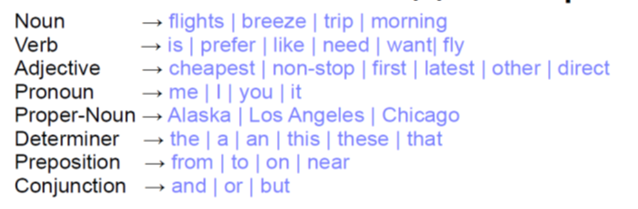 Noun → flights | breeze | trip | morning
Verb → is | prefer | like | need | want| fly
Adjective → cheapest | non-stop | first | latest | other | direct
Pronoun → me | I | you | it
Proper-Noun → Alaska | Los Angeles | Chicago
Determiner → the | a | an | this | these | that
Preposition → from | to | on | near
Conjunction → and | or | but